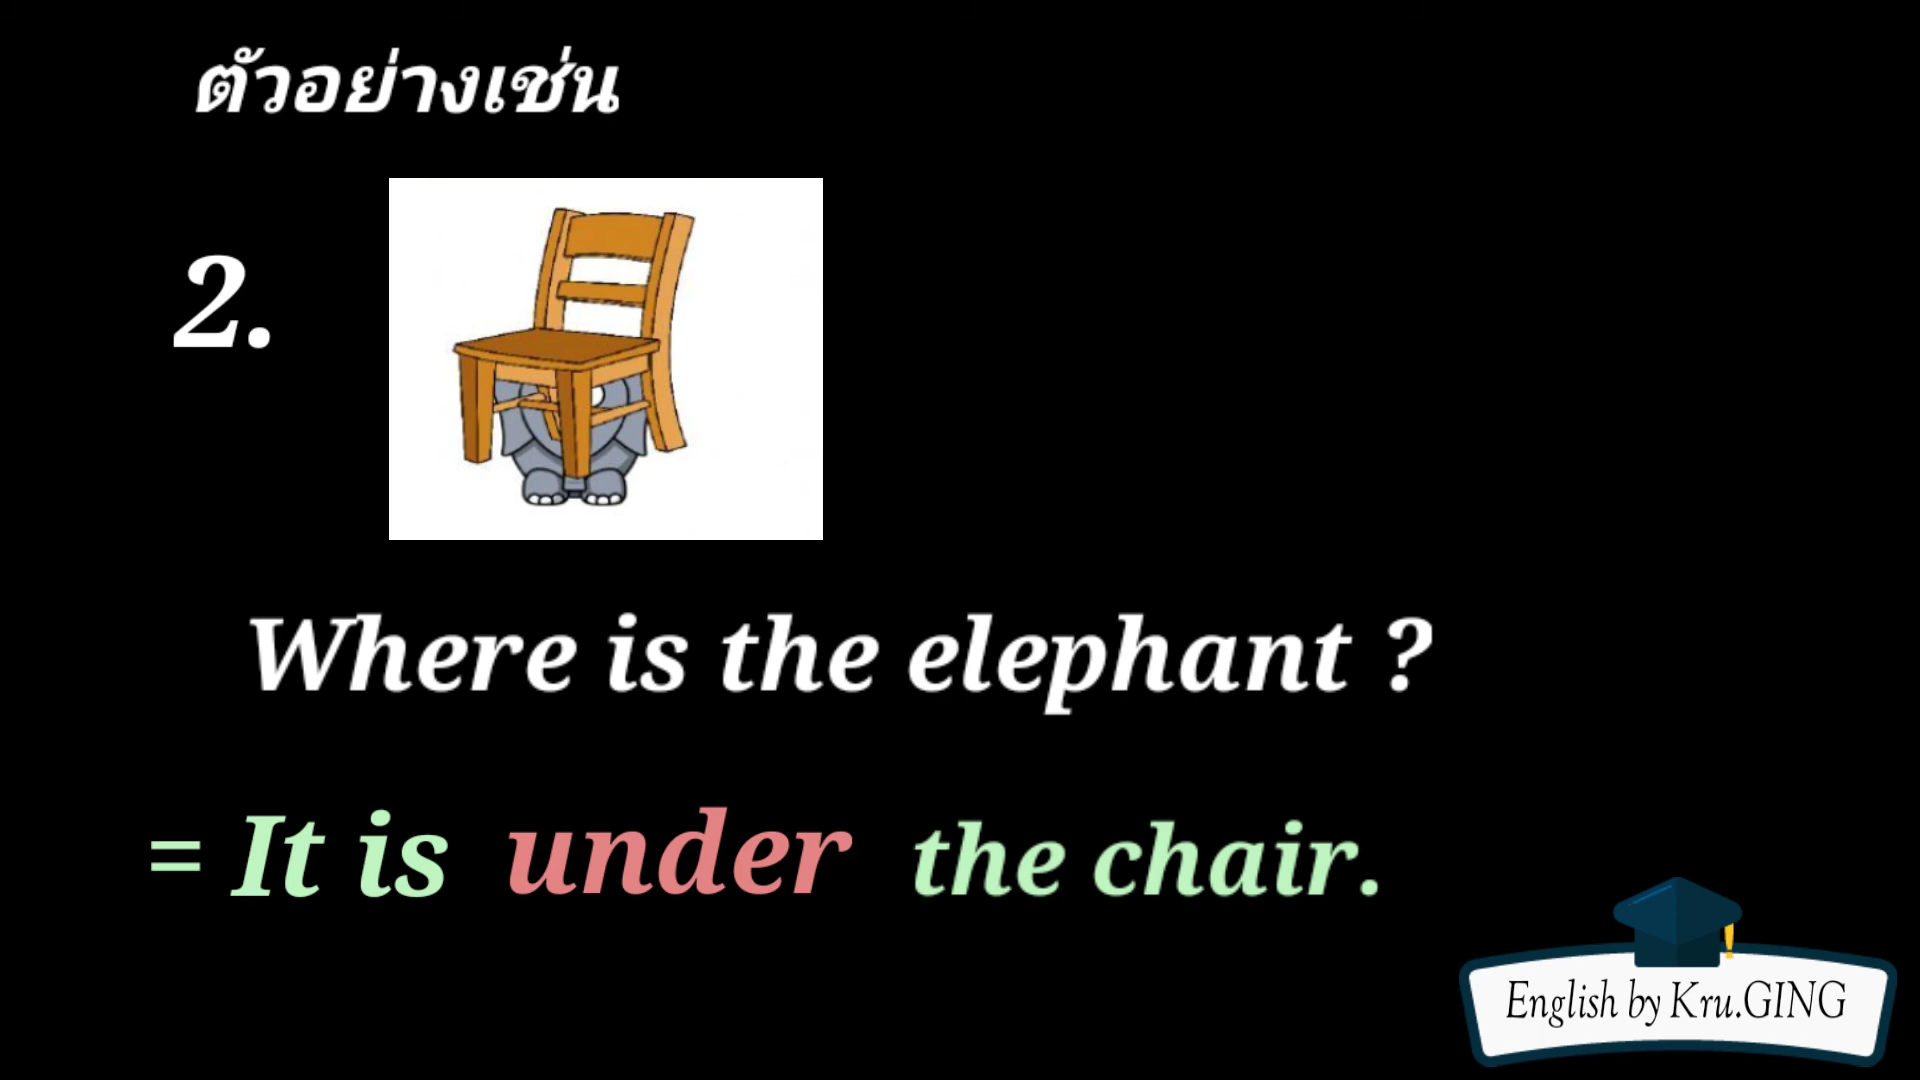 ตัวอย่างเช่น
2.
Where is the elephant ?
= It is under the chair.
English by Kru.GING